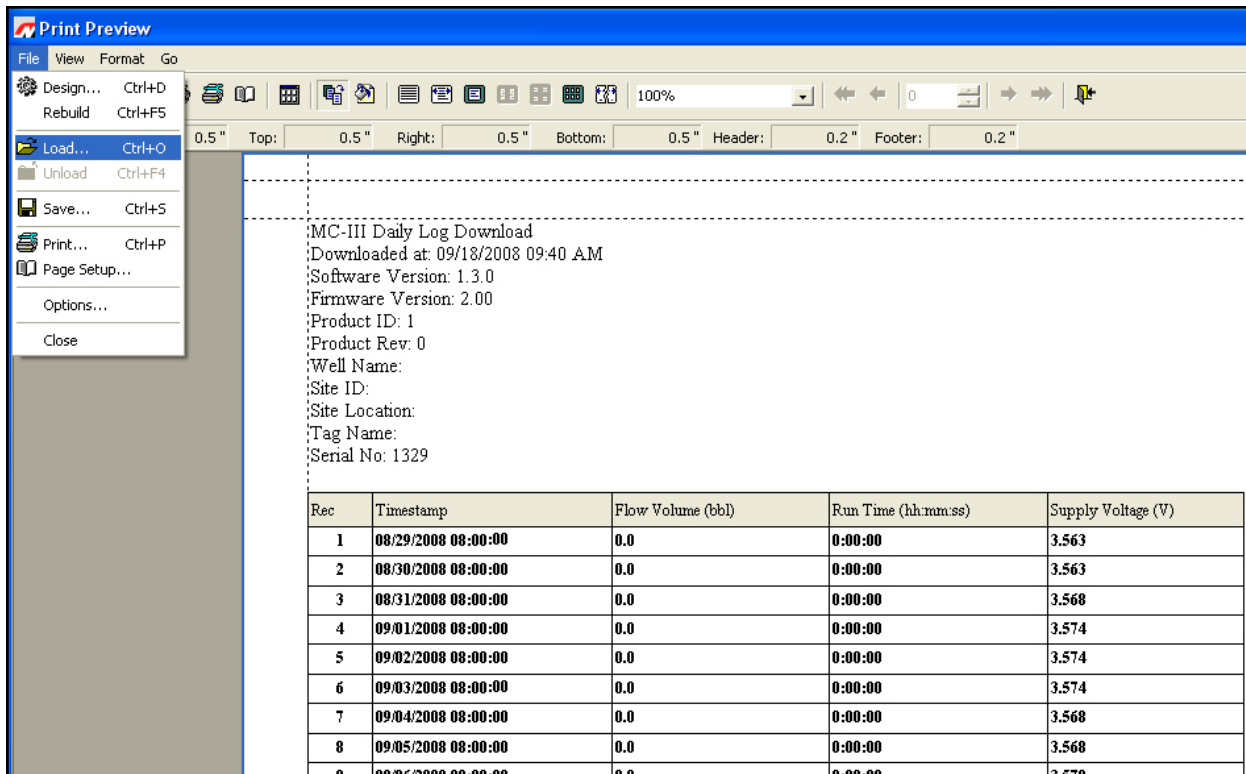 Print Preview
File View Format Go
Design... Ctrl+D
Rebuild Ctrl+F5
Load... Ctrl+O
Unload Ctrl+F4
Save... Ctrl+S
Print... Ctrl+P
Page Setup...
Options...
Close
100% 0
0.5 " Top: 0.5 " Right: 0.5 " Bottom: 0.5 " Header: 0.2 " Footer: 0.2 "
MC-III Daily Log Download
Downloaded at: 09/18/2008 09:40 AM
Software Version: 1.3.0
Firmware Version: 2.00
Product ID: 1
Product Rev: 0
Well Name:
Site ID:
Site Location:
Tag Name:
Serial No: 1329
Rec Timestamp Flow Volume (bbl) Run Time (hh:mm:ss) Supply Voltage (V)
1 08/29/2008 08:00:00 0.0 0:00:00 3.563
2 08/30/2008 08:00:00 0.0 0:00:00 3.563
3 08/31/2008 08:00:00 0.0 0:00:00 3.568
4 09/01/2008 08:00:00 0.0 0:00:00 3.574
5 09/02/2008 08:00:00 0.0 0:00:00 3.574
6 09/03/2008 08:00:00 0.0 0:00:00 3.574
7 09/04/2008 08:00:00 0.0 0:00:00 3.568
8 09/05/2008 08:00:00 0.0 0:00:00 3.568